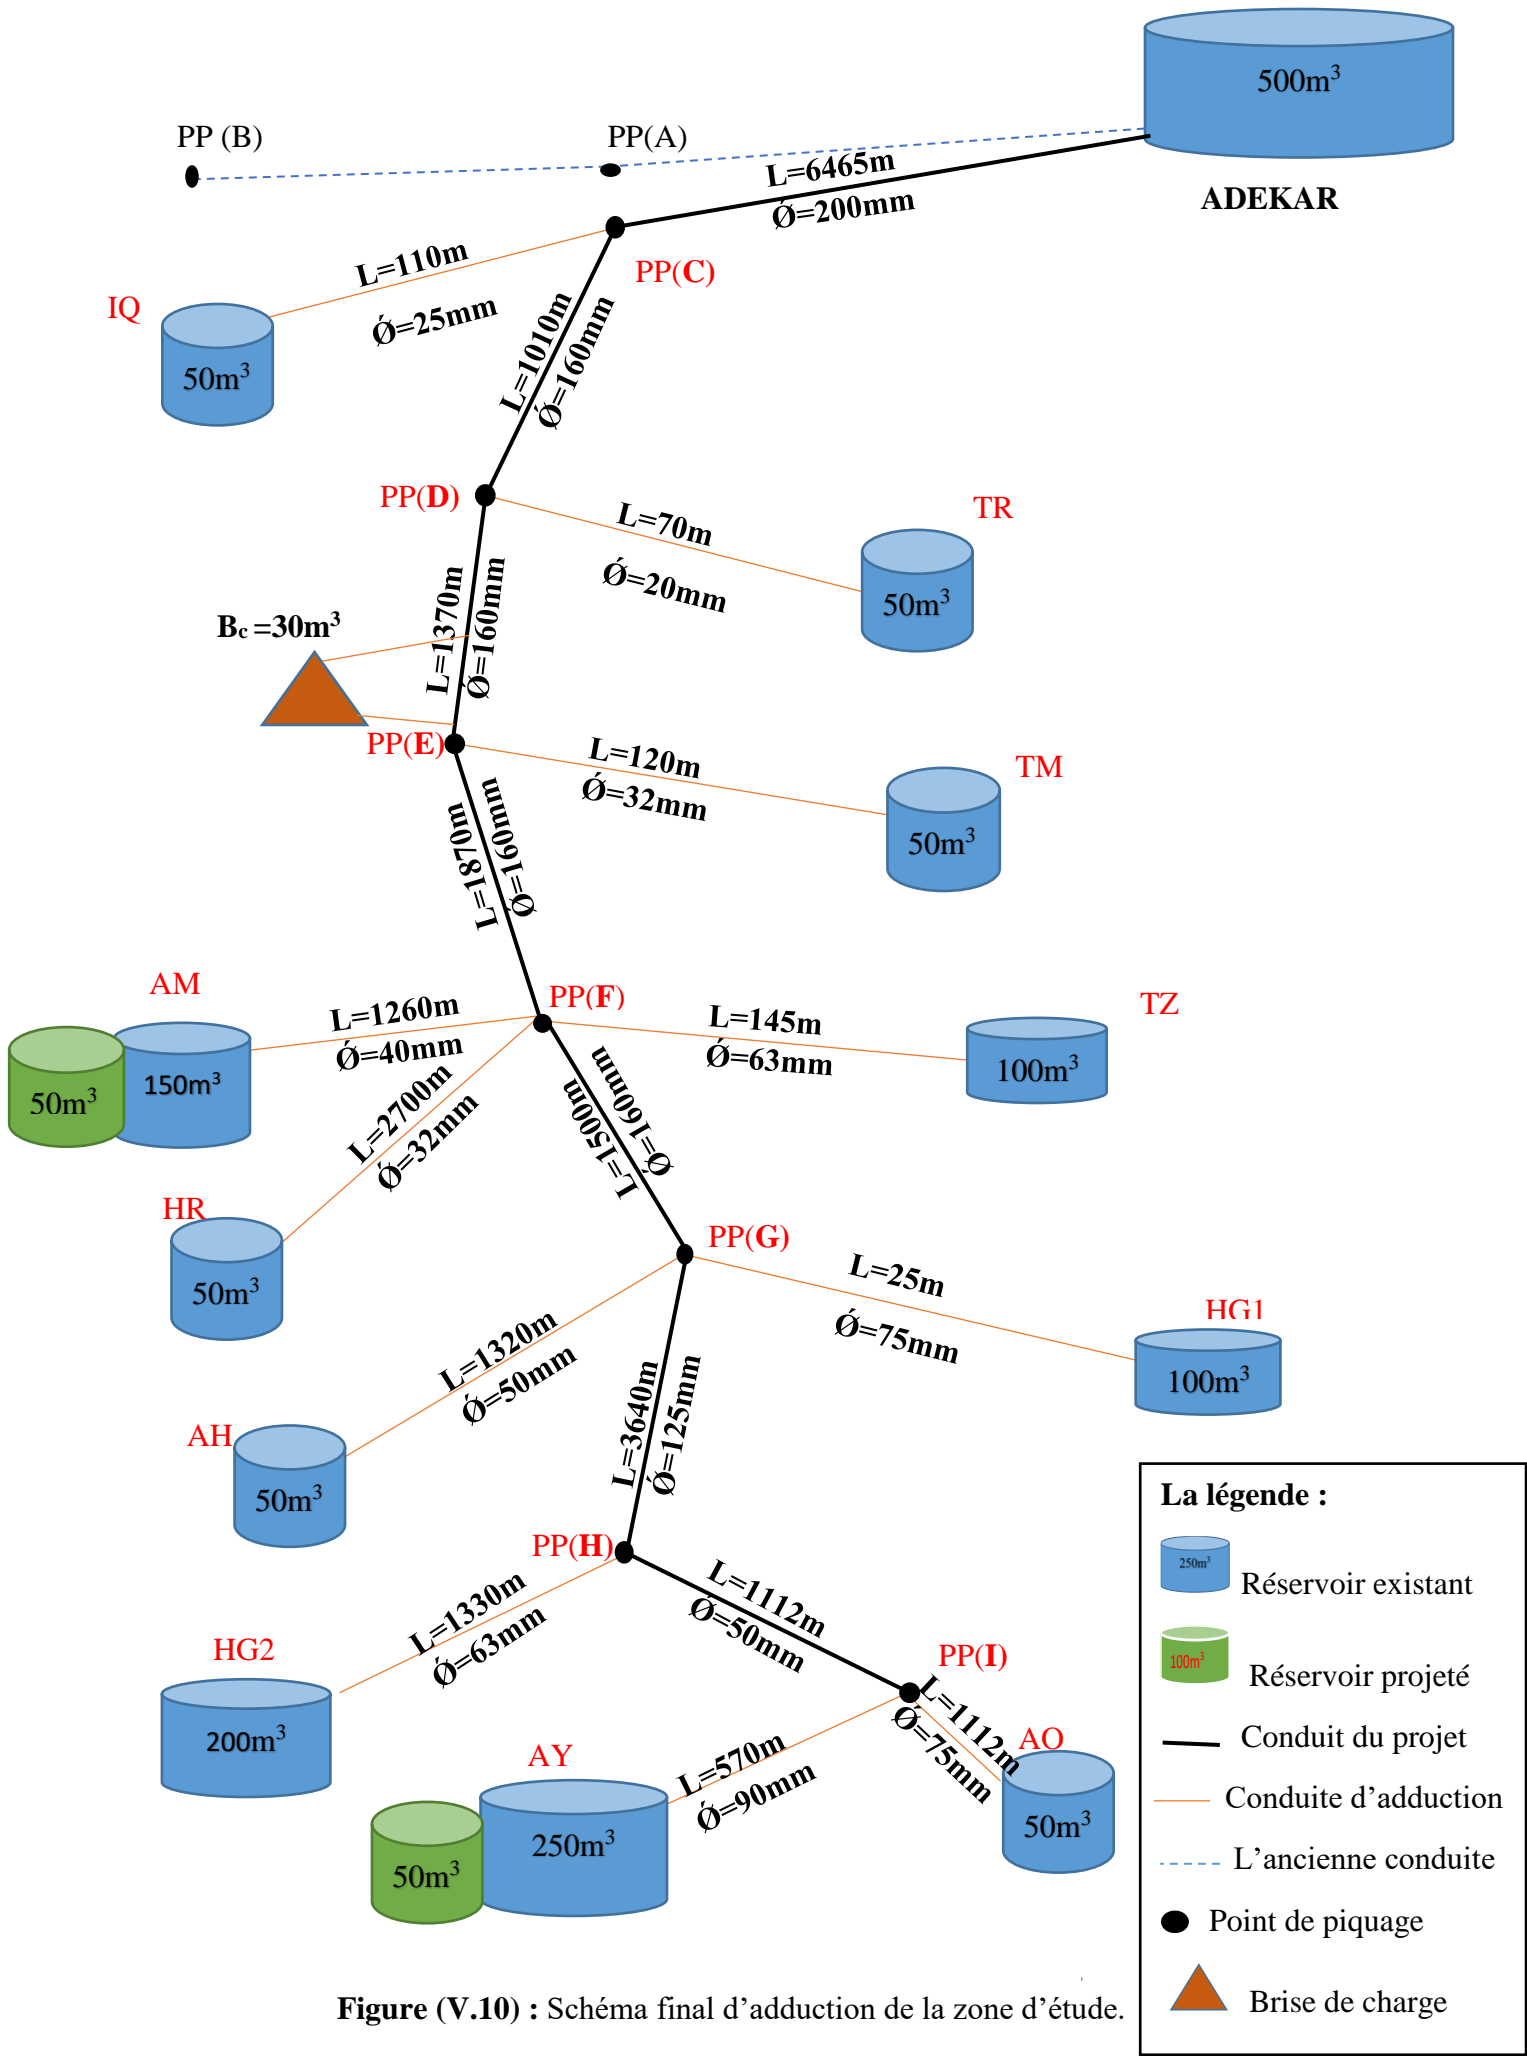 500m³
PP (B)
PP(A)
L=6465m
Ǿ=200mm
ADEKAR
L=110m
PP(C)
IQ
Ǿ=25mm
50m³
L=1010m
Ǿ=160mm
PP(D)
TR
L=70m
Ǿ=20mm
50m³
L=1370m
Ǿ=160mm
Bc =30m³
PP(E)
L=120m
Ǿ=32mm
TM
50m³
L=1870m
Ǿ=160mm
AM
PP(F)
TZ
L=1260m
Ǿ=40mm
L=145m
Ǿ=63mm
50m³
150m³
100m³
L=2700m
Ǿ=32mm
L=1500m
Ǿ=160mm
HR
50m³
PP(G)
L=25m
Ǿ=75mm
HG1
100m³
L=1320m
Ǿ=50mm
L=3640m
Ǿ=125mm
AH
50m³
PP(H)
L=1330m
Ǿ=63mm
L=1112m
Ǿ=50mm
HG2
200m³
PP(I)
L=1112m
Ǿ=75mm
AO
50m³
AY
L=570m
Ǿ=90mm
250m³
50m³
La légende :
250m³
Réservoir existant
100m³
Réservoir projeté
Conduit du projet
Conduite d’adduction
L’ancienne conduite
Point de piquage
Brise de charge
Figure (V.10) : Schéma final d’adduction de la zone d’étude.